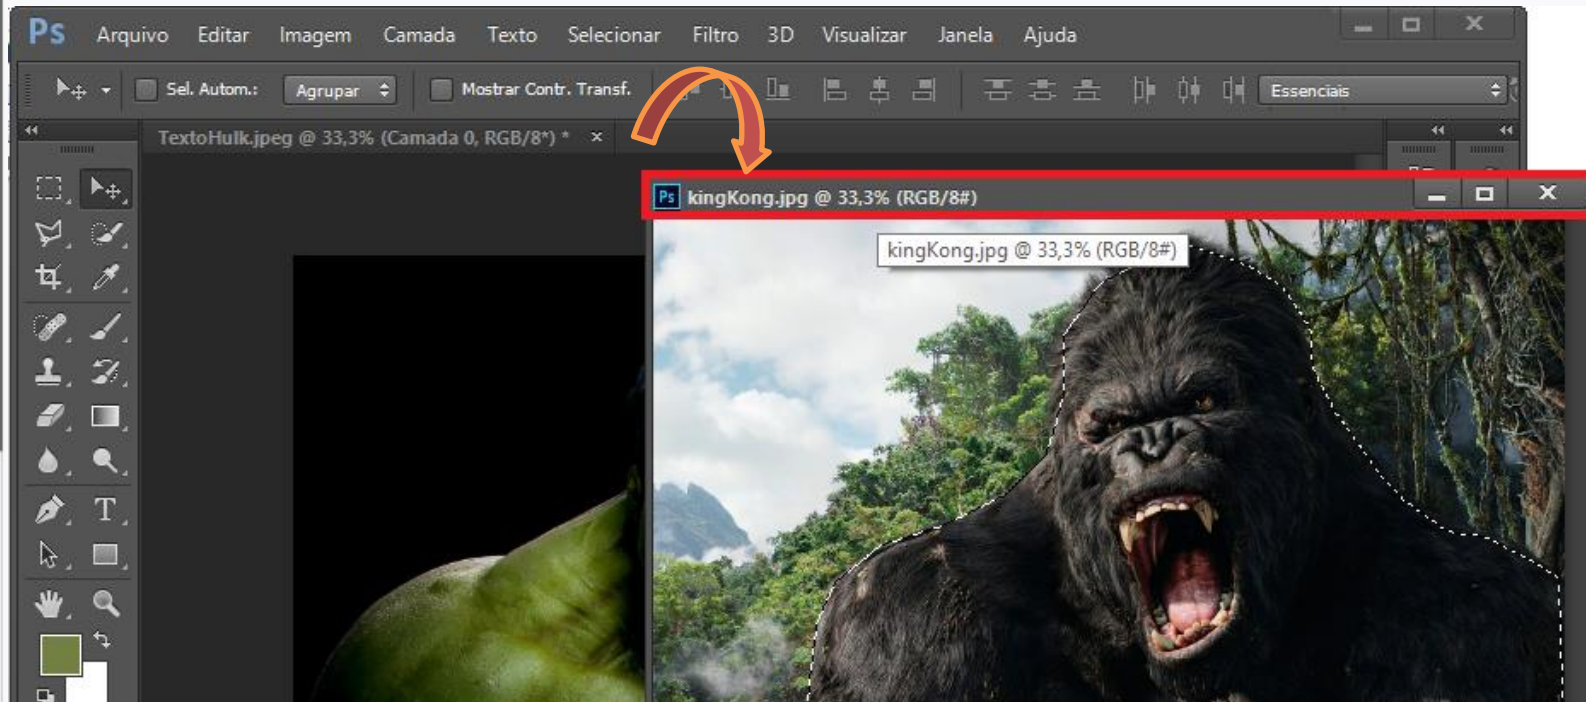 Ps Arquivo Editar Imagem Camada Texto Selecionar Filtro 3D Visualizar Janela Ajuda
Sel. Autom.: Agrupar Mostrar Contr. Transf. Essenciais
TextoHulk.jpeg @ 33,3% (Camada 0, RGB/8*) * ×
Ps kingKong.jpg @ 33,3% (RGB/8#)
kingKong.jpg @ 33,3% (RGB/8#)
T